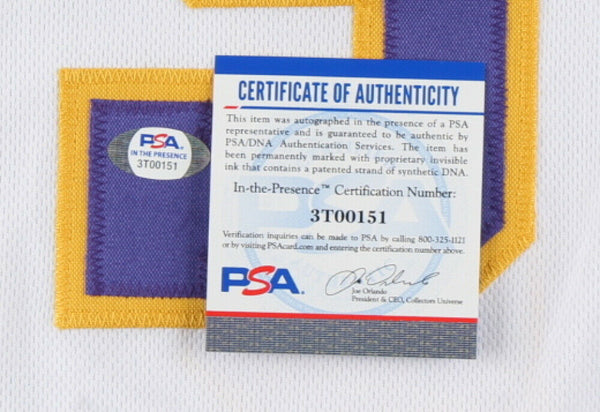 PSA
IN THE PRESENCE
3T00151
CERTIFICATE OF AUTHENTICITY
This item was autographed in the presence of a PSA
representative and is guaranteed to be authentic by
PSA/DNA Authentication Services. The item has
been permanently marked with proprietary invisible
ink that contains a patented strand of synthetic DNA.
In-the-Presence™ Certification Number:
3T00151
Verification inquiries can be made to PSA by calling 800-325-1121
or by visiting PSAcard.com and entering the certification number above.
PSA.
Joe Orlando
President & CEO, Collectors Universe